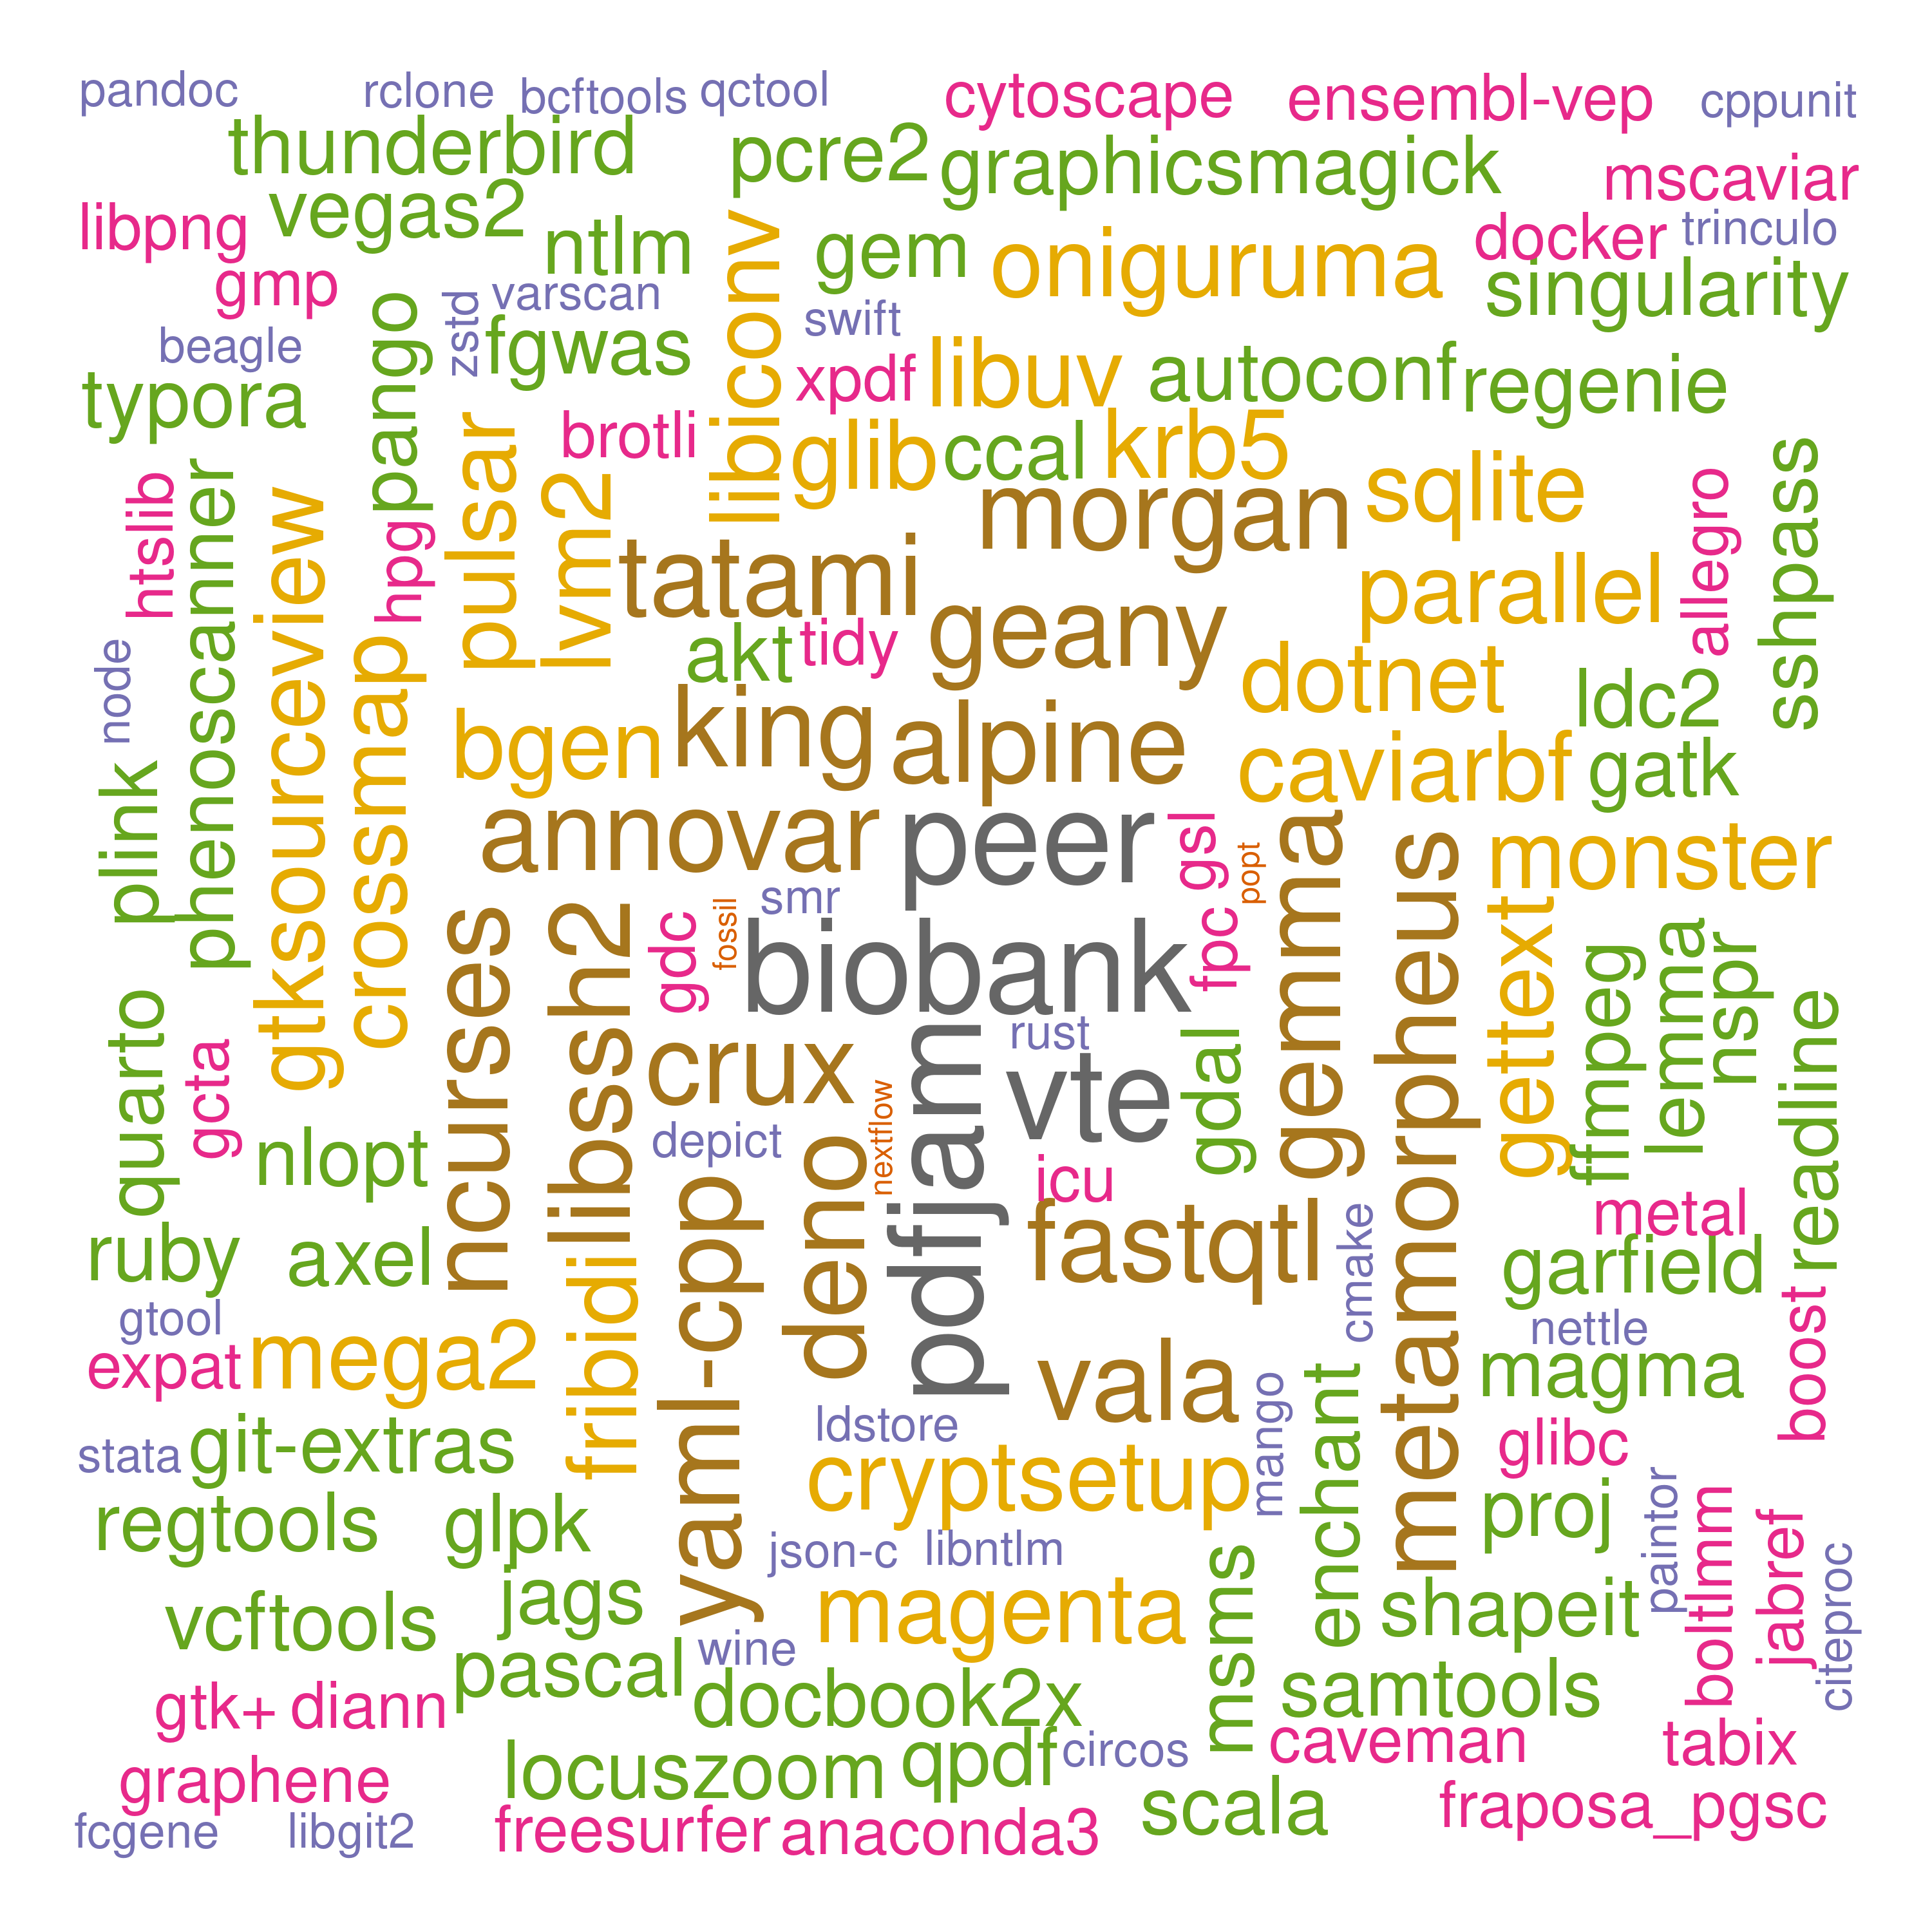 pandoc
rclone
bcftools
qctool
cytoscape
ensembl-vep
cppunit
thunderbird
pcre2
graphicsmagick
mscaviar
vegas2
libpng
ntlm
gem
oniguruma
docker
trinculo
gmp
pango
zstd
varscan
libiconv
swift
singularity
beagle
fgwas
xpdf
libuv
autoconf
regenie
typora
pulsar
brotli
glib
ccal
krb5
sqlite
sshpass
htslib
phenoscanner
gtksourceview
hpg
lvm2
tatami
morgan
parallel
allegro
node
crossmap
akt
tidy
geany
dotnet
ldc2
bgen
king
alpine
caviarbf
gatk
plink
annovar
peer
gsl
popt
gemma
metamorpheus
monster
ncurses
libssh2
gdc
fossil
smr
biobank
fpc
gettext
ffmpeg
lemma
nspr
readline
quarto
gcta
nlopt
crux
pdfjam
rust
vte
gdal
depict
nextflow
icu
metal
ruby
axel
fribidi
yaml-cpp
deno
fastqtl
cmake
garfield
gtool
expat
mega2
vala
nettle
magma
boost
stata
git-extras
ldstore
cryptsetup
mango
enchant
glibc
regtools
glpk
json-c
libntlm
proj
paintor
boltlmm
jabref
citeproc
vcftools
jags
magenta
msms
shapeit
pascal
wine
gtk+
diann
docbook2x
samtools
graphene
locuszoom
qpdf
circos
caveman
tabix
fcgene
libgit2
freesurfer
anaconda3
scala
fraposa_pgsc